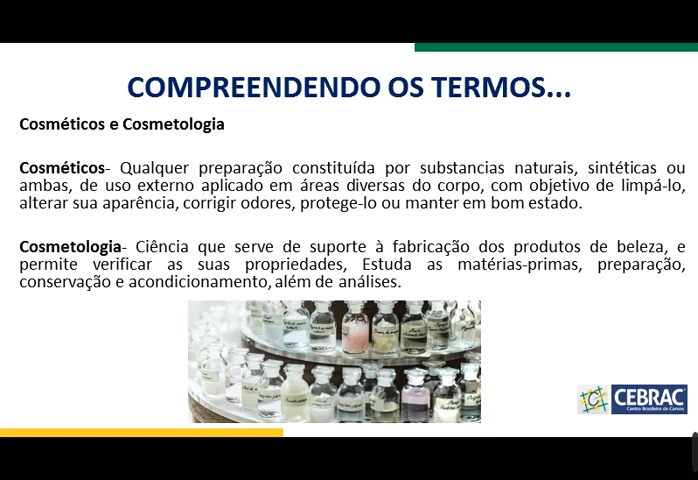 COMPREENDENDO OS TERMOS...
Cosméticos e Cosmetologia
Cosméticos- Qualquer preparação constituída por substancias naturais, sintéticas ou
ambas, de uso externo aplicado em áreas diversas do corpo, com objetivo de limpá-lo,
alterar sua aparência, corrigir odores, protege-lo ou manter em bom estado.
Cosmetologia- Ciência que serve de suporte à fabricação dos produtos de beleza, e
permite verificar as suas propriedades, Estuda as matérias-primas, preparação,
conservação e acondicionamento, além de análises.
CEBRAC
Centro Brasileiro de Cursos